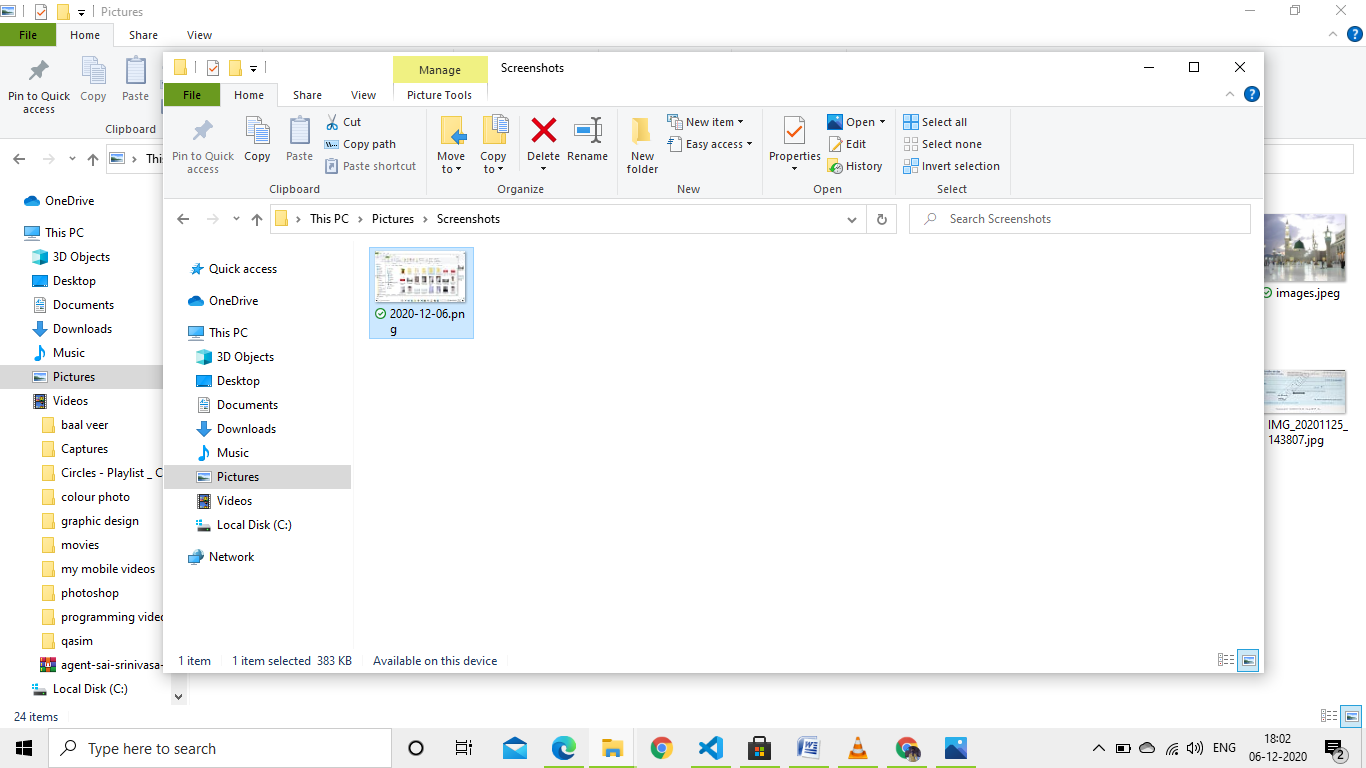 Pictures
File Home Share View
Pin to Quick access Copy Paste
Clipboard
This
OneDrive
This PC
3D Objects
Desktop
Documents
Downloads
Music
Pictures
Videos
baal veer
Captures
Circles - Playlist _ C
colour photo
graphic design
movies
my mobile videos
photoshop
programming video
qasim
agent-sai-srinivasa-
Local Disk (C:)
24 items
Manage Screenshots
File Home Share View Picture Tools
Pin to Quick access Copy Paste
Cut
Copy path
Paste shortcut
Clipboard
Move to Copy to Delete Rename
Organize
New folder
New item
Easy access
New
Properties
Open
Edit
History
Open
Select all
Select none
Invert selection
Select
This PC Pictures Screenshots
Search Screenshots
Quick access
OneDrive
This PC
3D Objects
Desktop
Documents
Downloads
Music
Pictures
Videos
Local Disk (C:)
Network
2020-12-06.pn
g
1 item 1 item selected 383 KB Available on this device
images.jpeg
IMG_20201125_
143807.jpg
Type here to search
ENG
18:02
06-12-2020
2